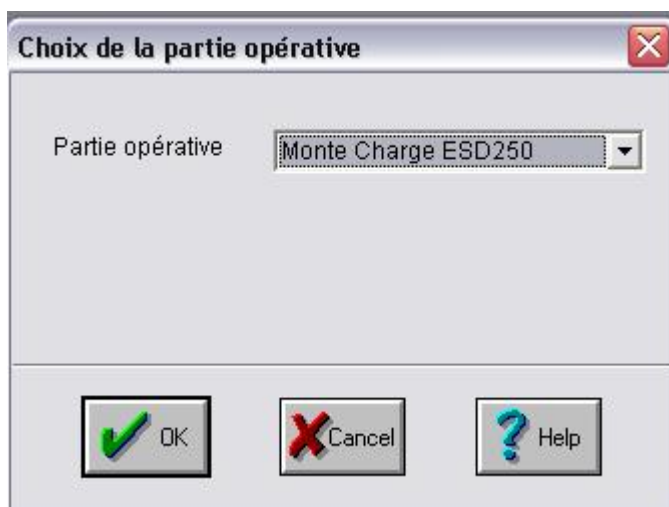 Choix de la partie opérative
Partie opérative
Monte Charge ESD250
OK
Cancel
Help